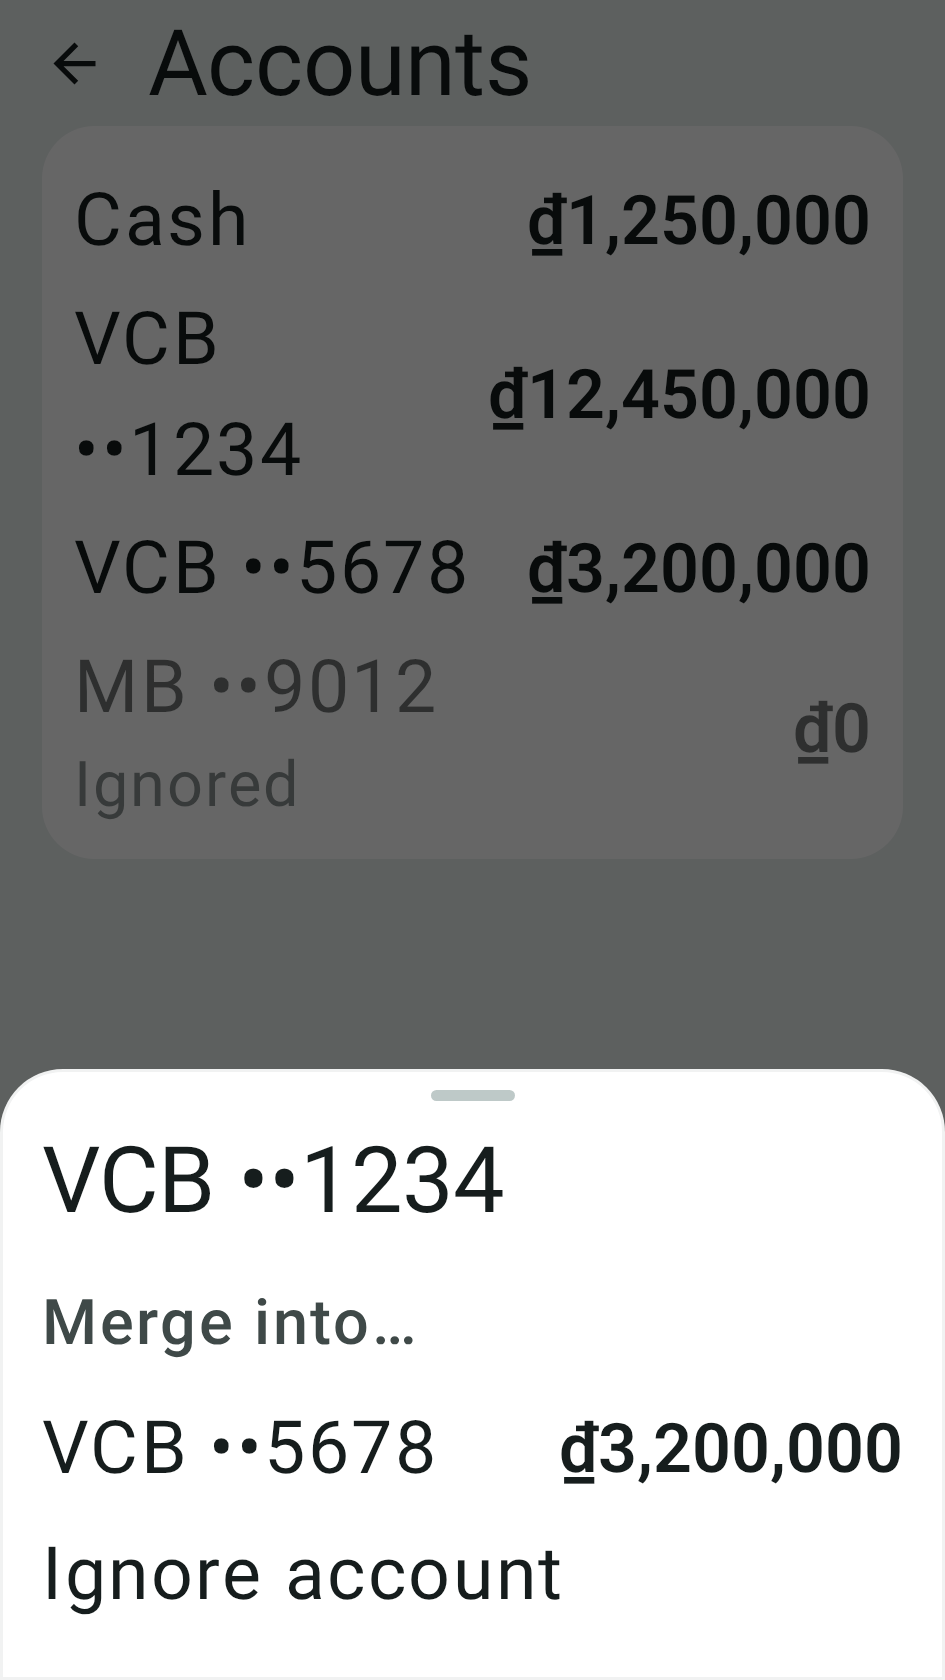 Accounts
Cash ₫1,250,000
VCB
••1234
₫12,450,000
VCB ••5678 ₫3,200,000
MB ••9012
Ignored
₫0
VCB ••1234
Merge into…
VCB ••5678 ₫3,200,000
Ignore account